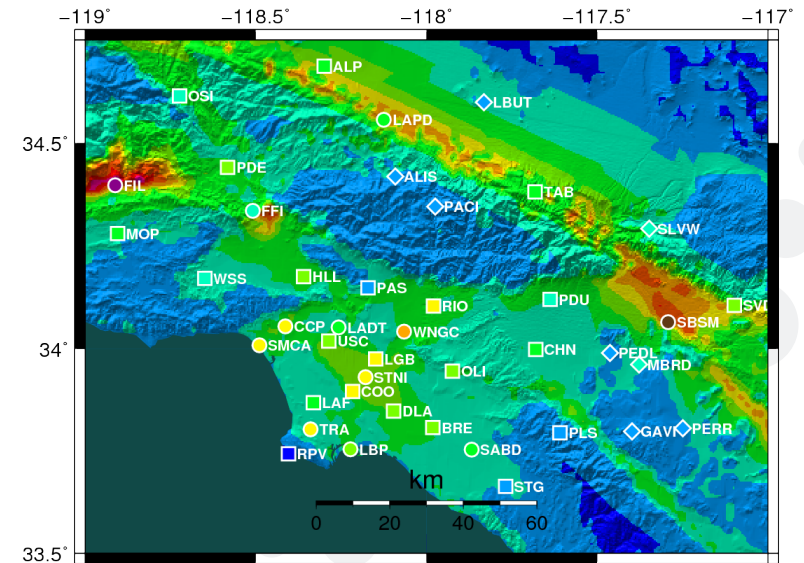 −119˚ −118.5˚ −118˚ −117.5˚ −117˚
ALP
OSI
LBUT
LAPD
34.5˚
PDE
ALIS
FIL
TAB
PACI
FFI
SLVW
MOP
WSS
HLL
PAS
PDU
RIO
SBSM
CCP
LADT
WNGC
USC
SMCA
34˚
CHN
PEDL
LGB
MBRD
OLI
STNI
COO
LAF
DLA
BRE
TRA
PLS
GAVI
PERR
RPV
LBP
SABD
km
STG
0 20 40 60
33.5˚